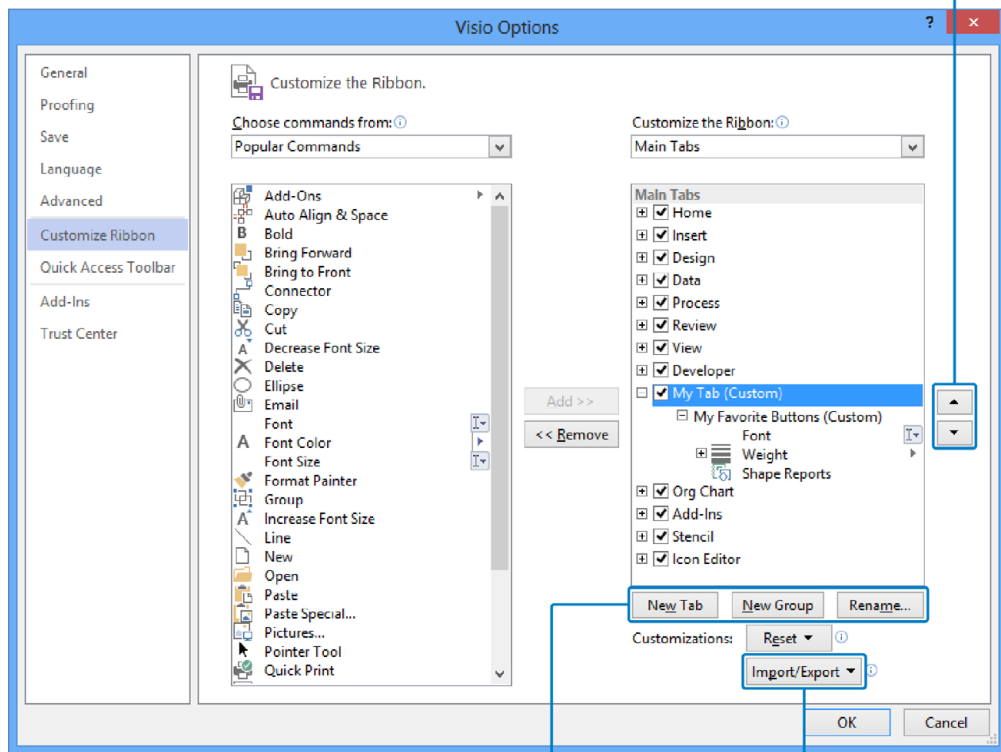 Visio Options
?
×
General
Proofing
Save
Language
Advanced
Customize Ribbon
Quick Access Toolbar
Add-Ins
Trust Center
Customize the Ribbon.
Choose commands from:
Popular Commands
Add-Ons
Auto Align & Space
Bold
Bring Forward
Bring to Front
Connector
Copy
Cut
Decrease Font Size
Delete
Ellipse
Email
Font
Font Color
Font Size
Format Painter
Group
Increase Font Size
Line
New
Open
Paste
Paste Special...
Pictures...
Pointer Tool
Quick Print
Add >>
<< Remove
Customize the Ribbon:
Main Tabs
Main Tabs
Home
Insert
Design
Data
Process
Review
View
Developer
My Tab (Custom)
My Favorite Buttons (Custom)
Font
Weight
Shape Reports
Org Chart
Add-Ins
Stencil
Icon Editor
New Tab New Group Rename...
Customizations: Reset
Import/Export
OK Cancel